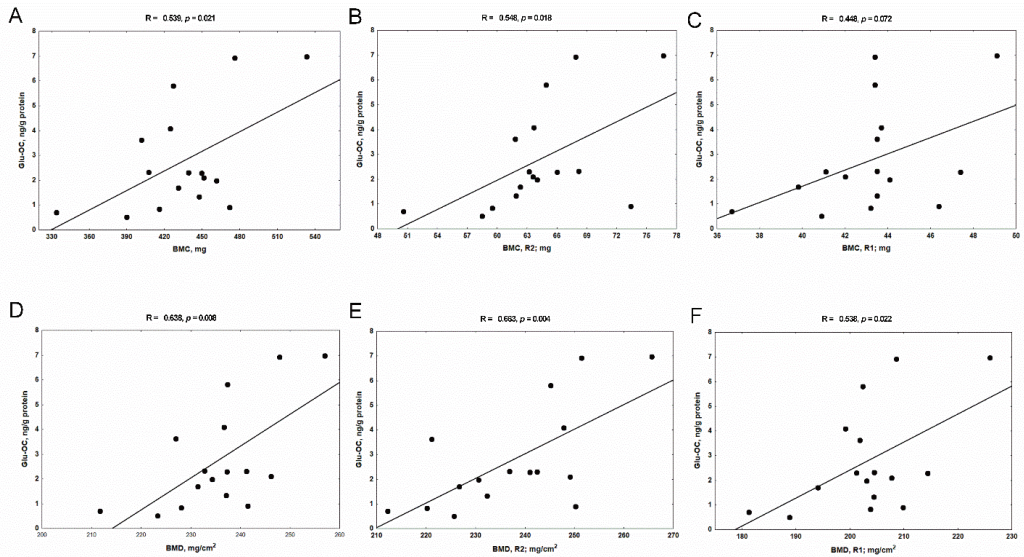 A
R = 0.539, p = 0.021
Glu-OC, ng/g protein
8
7
6
5
4
3
2
1
0
330 360 390 420 450 480 510 540
BMC, mg
B
R = 0.548, p = 0.018
Glu-OC, ng/g protein
8
7
6
5
4
3
2
1
0
48 51 54 57 60 63 66 69 72 75 78
BMC, R2; mg
C
R = 0.448, p = 0.072
Glu-OC, ng/g protein
8
7
6
5
4
3
2
1
0
36 38 40 42 44 46 48 60
BMC, R1; mg
D
R = 0.638, p = 0.008
Glu-OC, ng/g protein
8
7
6
5
4
3
2
1
0
200 210 220 230 240 250 260
BMD, mg/cm²
E
R = 0.663, p = 0.004
Glu-OC, ng/g protein
8
7
6
5
4
3
2
1
0
210 220 230 240 250 260 270
BMD, R2; mg/cm²
F
R = 0.538, p = 0.022
Glu-OC, ng/g protein
8
7
6
5
4
3
2
1
0
170 180 190 200 210 220 230
BMD, R1; mg/cm²